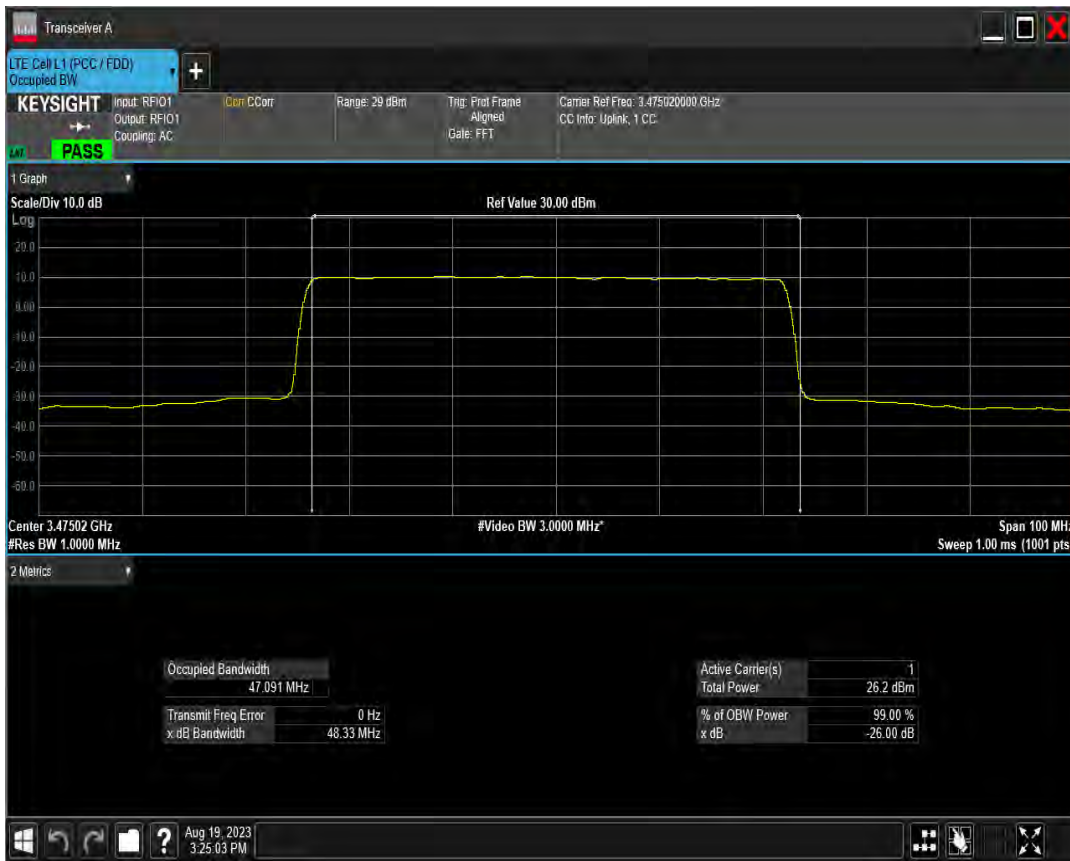 Transceiver A
LTE Cell L1 (PCC / FDD)
Occupied BW
+
KEYSIGHT
Input: RFIO1
Output: RFIO1
Coupling: AC
Corr CCorr
Range: 29 dBm
Trig: Prot Frame
Aligned
Gate: FFT
Carrier Ref Freq: 3.475020000 GHz
CC Info: Uplink, 1 CC
PASS
1 Graph
Scale/Div 10.0 dB
Ref Value 30.00 dBm
Log
20.0
10.0
0.00
-10.0
-20.0
-30.0
-40.0
-50.0
-60.0
Center 3.47502 GHz
#Video BW 3.0000 MHz*
Span 100 MHz
#Res BW 1.0000 MHz
Sweep 1.00 ms (1001 pts
2 Metrics
Occupied Bandwidth
47.091 MHz
Transmit Freq Error 0 Hz
x dB Bandwidth 48.33 MHz
Active Carrier(s) 1
Total Power 26.2 dBm
% of OBW Power 99.00 %
x dB -26.00 dB
?
Aug 19, 2023
3:25:03 PM